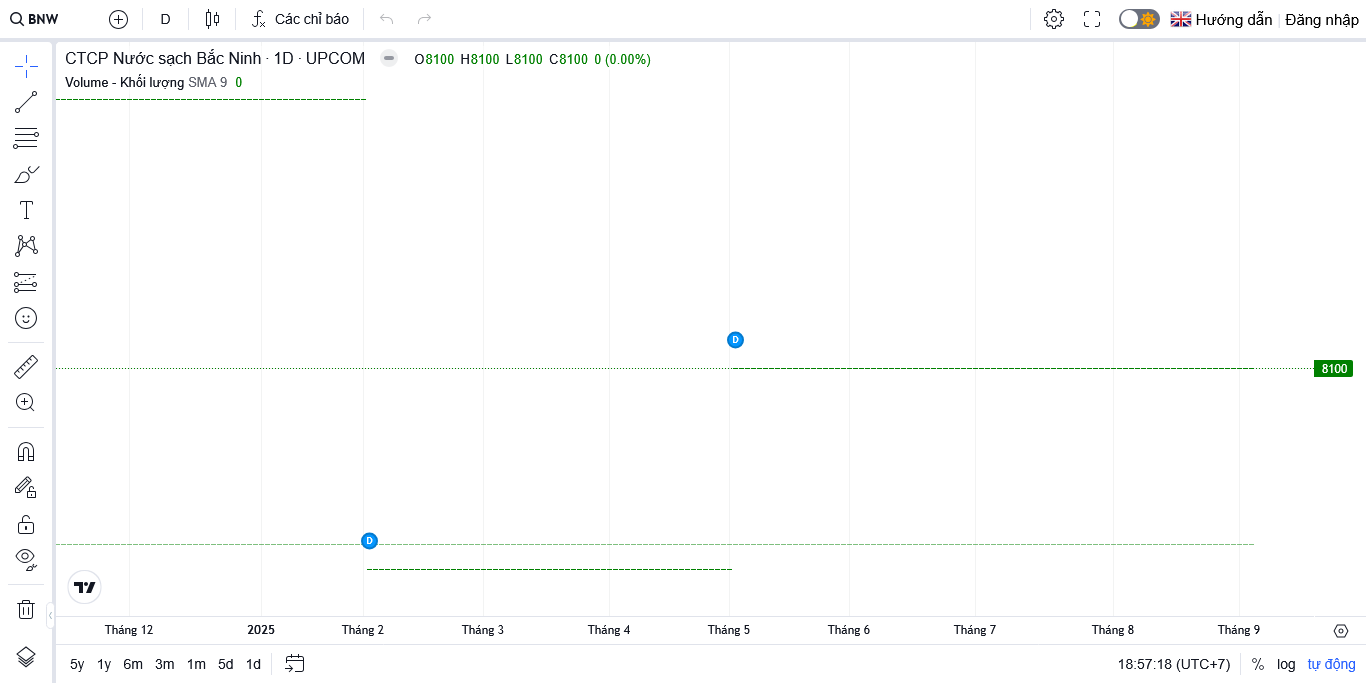 BNW D Các chỉ báo Hướng dẫn Đăng nhập
CTCP Nước sạch Bắc Ninh · 1D · UPCOM O8100 H8100 L8100 C8100 0 (0.00%)
Volume - Khối lượng SMA 9 0
D
8100
D
Tháng 12 2025 Tháng 2 Tháng 3 Tháng 4 Tháng 5 Tháng 6 Tháng 7 Tháng 8 Tháng 9
5y 1y 6m 3m 1m 5d 1d 18:57:18 (UTC+7) % log tự động